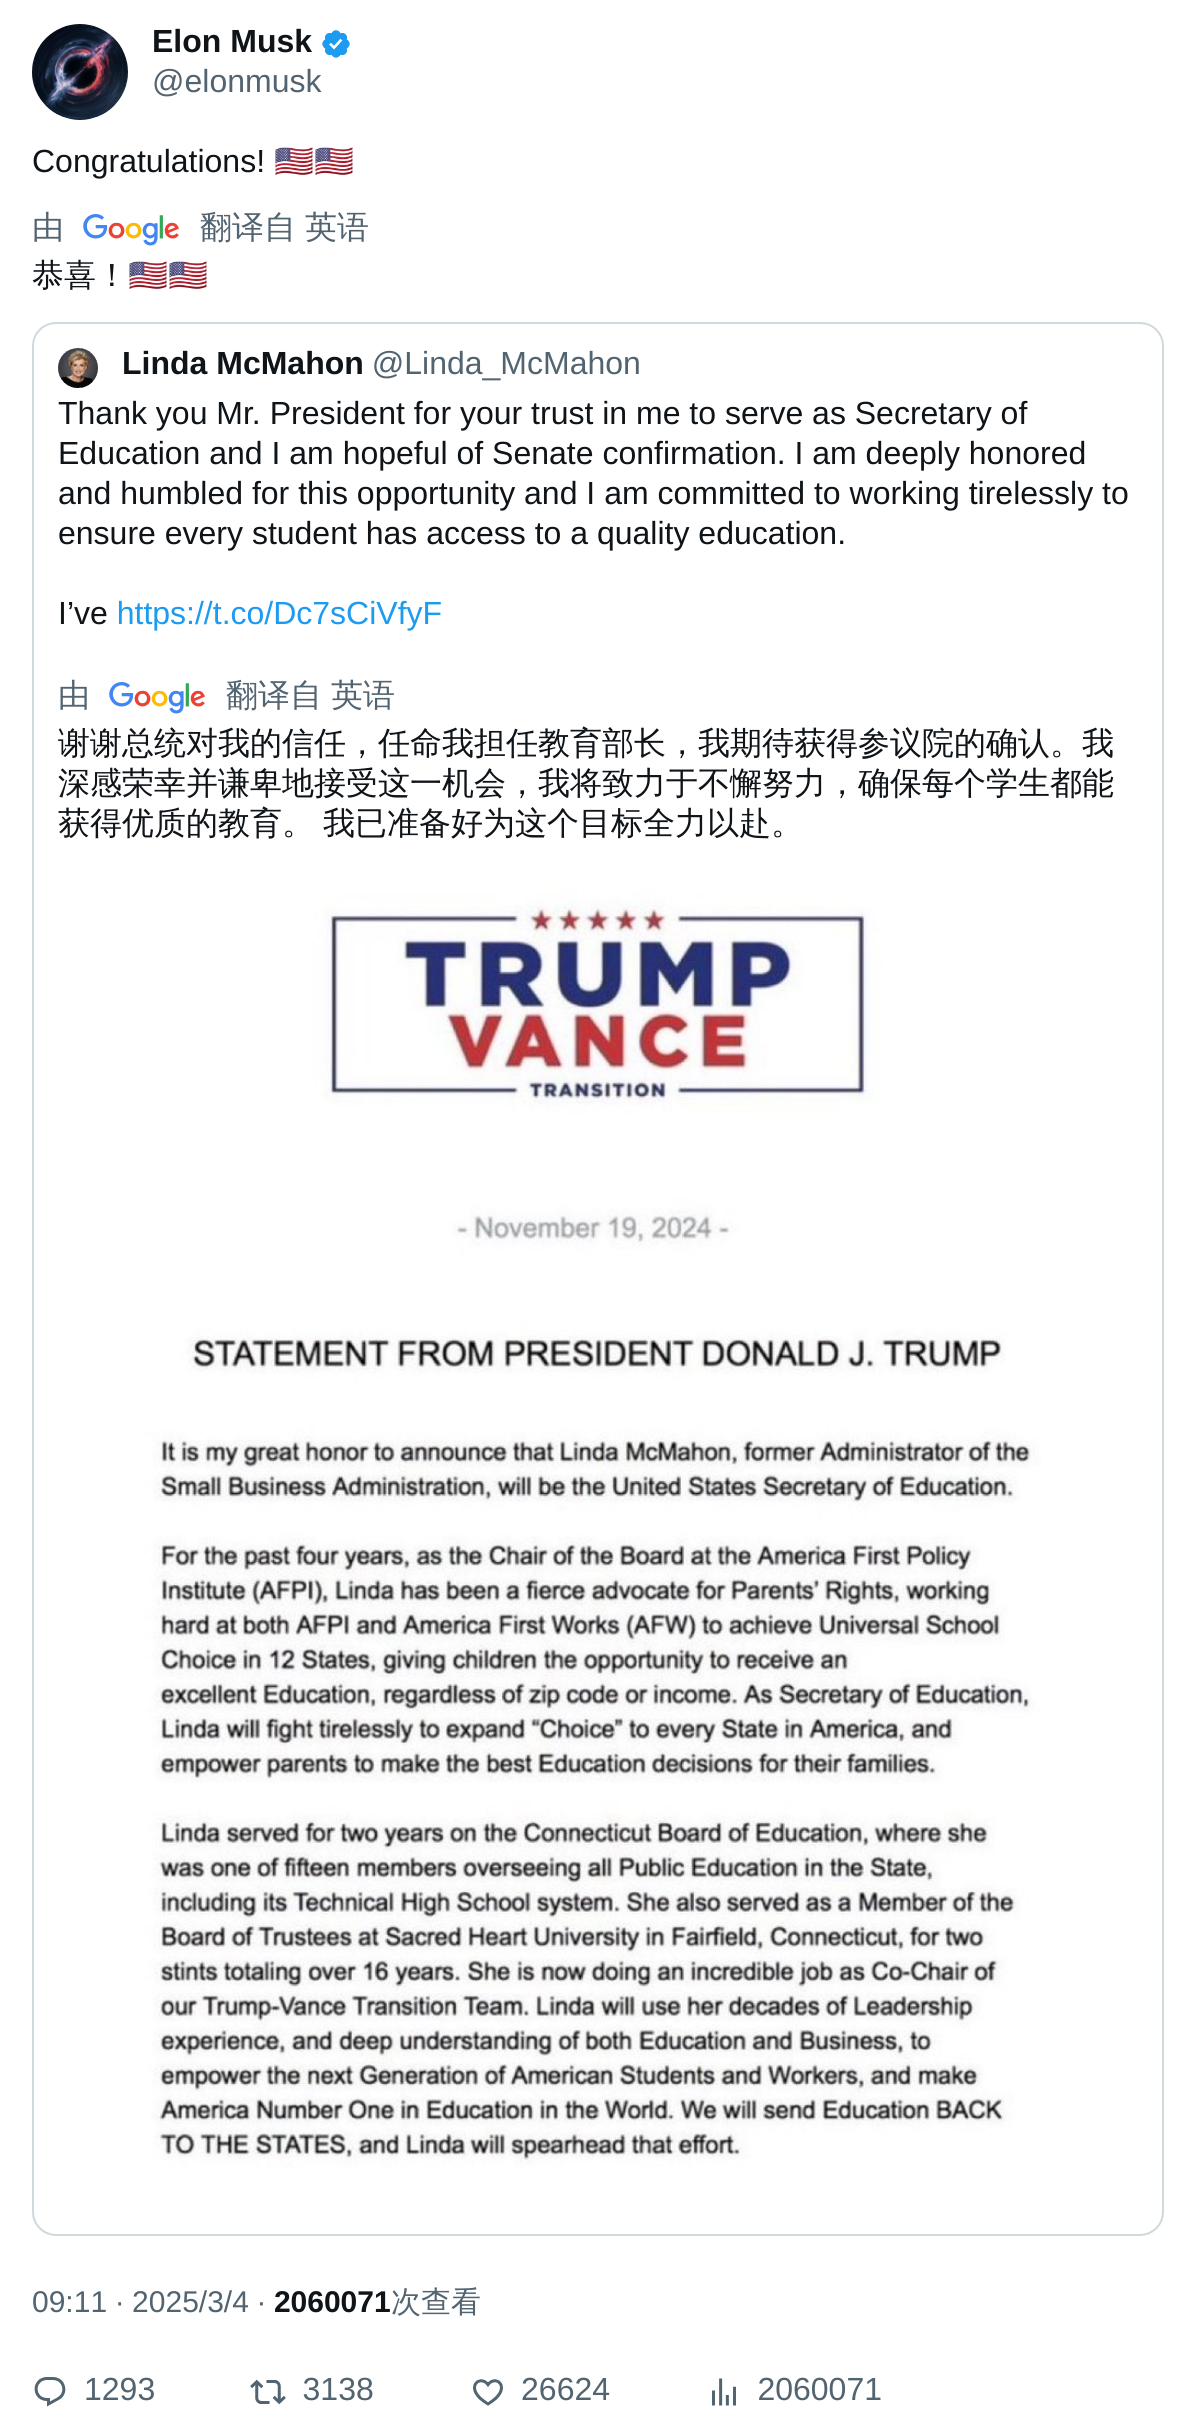 Elon Musk
@elonmusk
Congratulations! 🇺🇸🇺🇸
由 Google 翻译自 英语
恭喜！🇺🇸🇺🇸
Linda McMahon @Linda_McMahon
Thank you Mr. President for your trust in me to serve as Secretary of
Education and I am hopeful of Senate confirmation. I am deeply honored
and humbled for this opportunity and I am committed to working tirelessly to
ensure every student has access to a quality education.
I’ve https://t.co/Dc7sCiVfyF
由 Google 翻译自 英语
谢谢总统对我的信任，任命我担任教育部长，我期待获得参议院的确认。我
深感荣幸并谦卑地接受这一机会，我将致力于不懈努力，确保每个学生都能
获得优质的教育。 我已准备好为这个目标全力以赴。
TRUMP
VANCE
TRANSITION
- November 19, 2024 -
STATEMENT FROM PRESIDENT DONALD J. TRUMP
It is my great honor to announce that Linda McMahon, former Administrator of the
Small Business Administration, will be the United States Secretary of Education.
For the past four years, as the Chair of the Board at the America First Policy
Institute (AFPI), Linda has been a fierce advocate for Parents’ Rights, working
hard at both AFPI and America First Works (AFW) to achieve Universal School
Choice in 12 States, giving children the opportunity to receive an
excellent Education, regardless of zip code or income. As Secretary of Education,
Linda will fight tirelessly to expand “Choice” to every State in America, and
empower parents to make the best Education decisions for their families.
Linda served for two years on the Connecticut Board of Education, where she
was one of fifteen members overseeing all Public Education in the State,
including its Technical High School system. She also served as a Member of the
Board of Trustees at Sacred Heart University in Fairfield, Connecticut, for two
stints totaling over 16 years. She is now doing an incredible job as Co-Chair of
our Trump-Vance Transition Team. Linda will use her decades of Leadership
experience, and deep understanding of both Education and Business, to
empower the next Generation of American Students and Workers, and make
America Number One in Education in the World. We will send Education BACK
TO THE STATES, and Linda will spearhead that effort.
09:11 · 2025/3/4 · 2060071次查看
1293 3138 26624 2060071